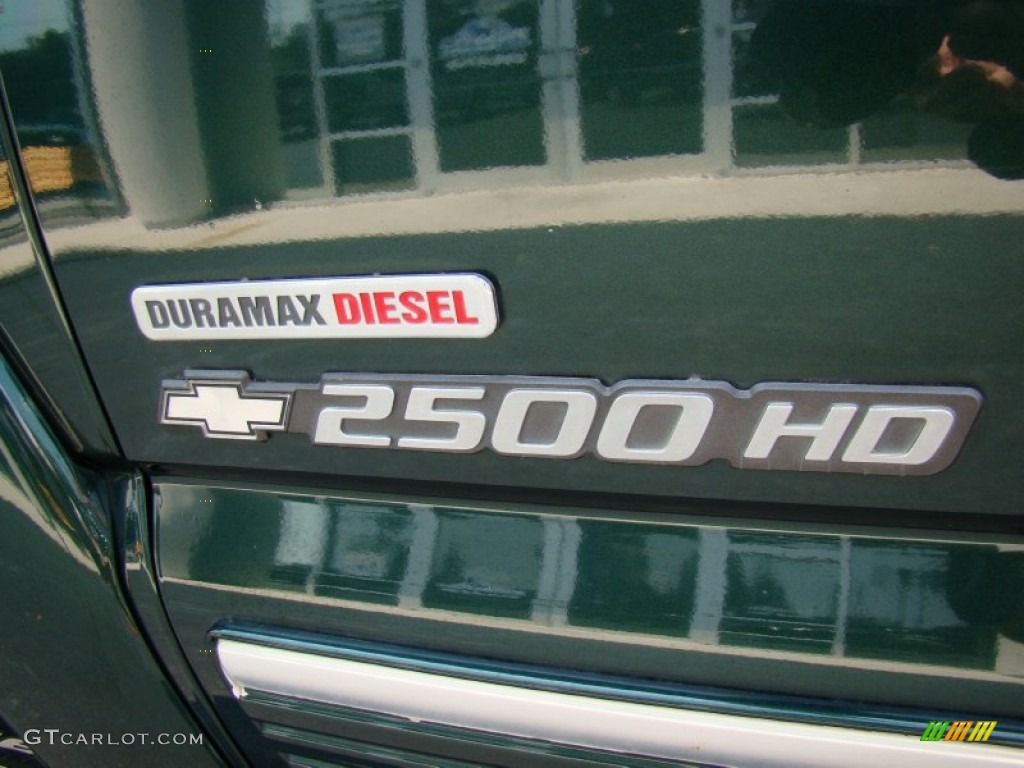 DURAMAX DIESEL
2500 HD
GTCARLOT.COM